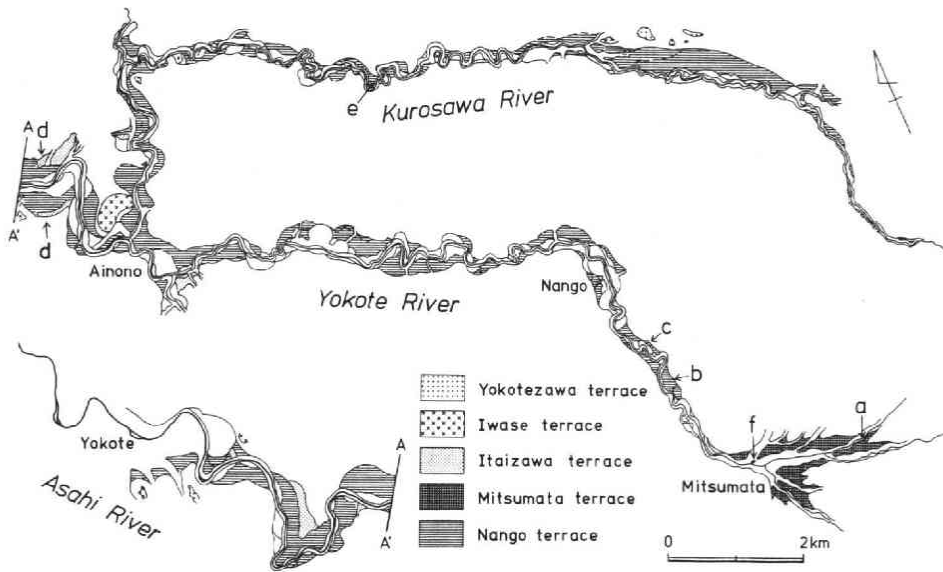 e
Kurosawa River
A
d
A'
d
Ainono
Yokote River
Nango
c
b
a
f
Mitsumata
Yokote
Asahi River
A
A'
Yokotezawa terrace
Iwase terrace
Itaizawa terrace
Mitsumata terrace
Nango terrace
0
2km